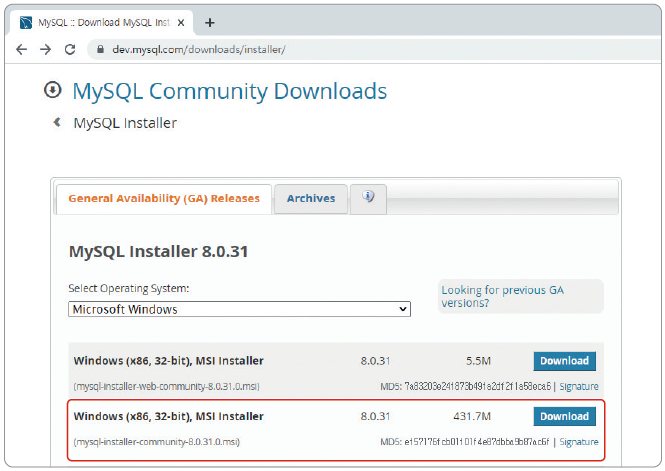 MySQL :: Download MySQL Inst
dev.mysql.com/downloads/installer/
MySQL Community Downloads
MySQL Installer
General Availability (GA) Releases
Archives
MySQL Installer 8.0.31
Select Operating System:
Looking for previous GA
versions?
Microsoft Windows
Windows (x86, 32-bit), MSI Installer 8.0.31 5.5M Download
(mysql-installer-web-community-8.0.31.0.msi) MD5: | Signature
Windows (x86, 32-bit), MSI Installer 8.0.31 431.7M Download
(mysql-installer-community-8.0.31.0.msi) MD5: | Signature